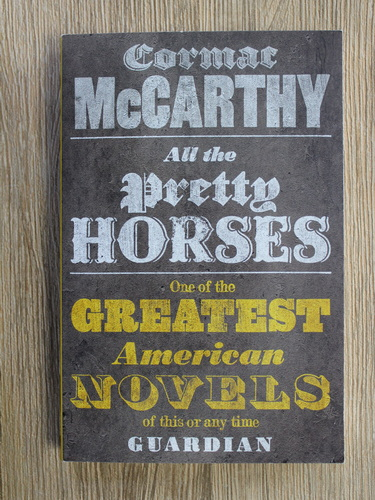 Cormac
McCARTHY
All the
Pretty
HORSES
One of the
GREATEST
American
NOVELS
of this or any time
GUARDIAN